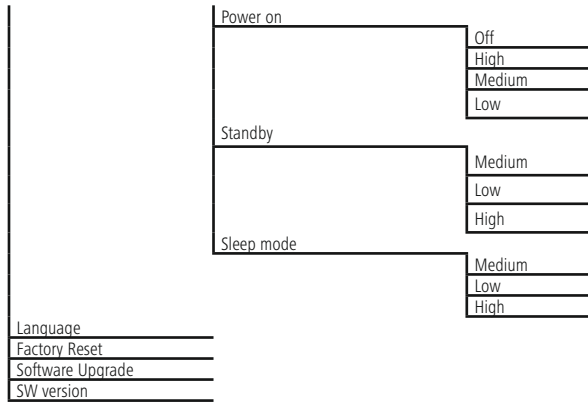 Power on
Off
High
Medium
Low
Standby
Medium
Low
High
Sleep mode
Medium
Low
High
Language
Factory Reset
Software Upgrade
SW version